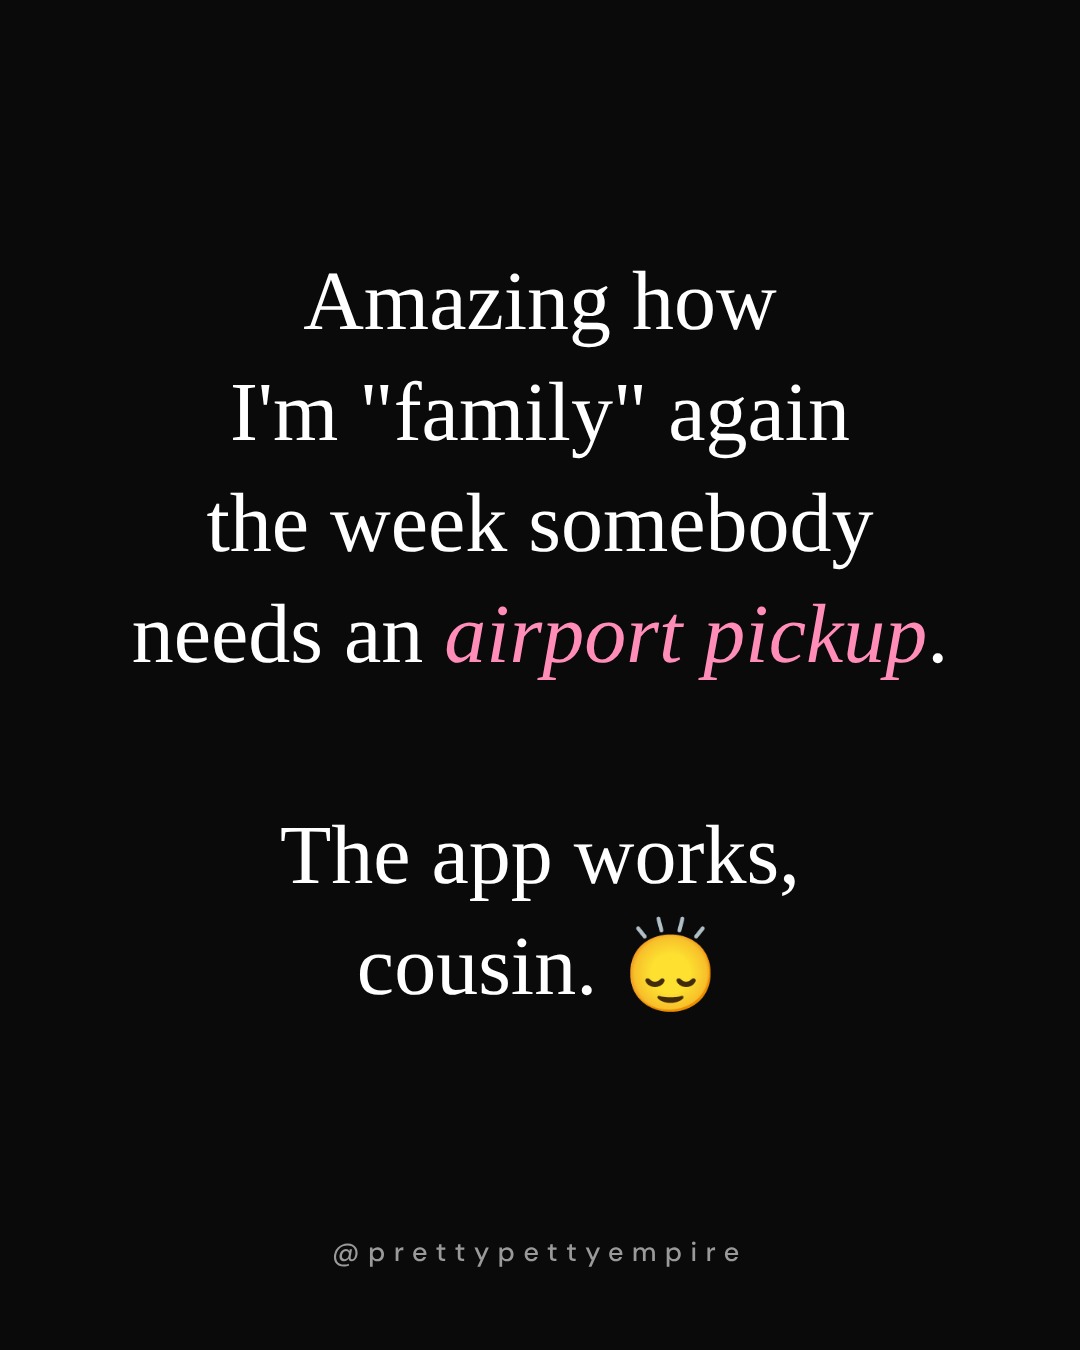 Amazing how
I'm "family" again
the week somebody
needs an airport pickup.
The app works,
cousin. 😔
@prettypettyempire